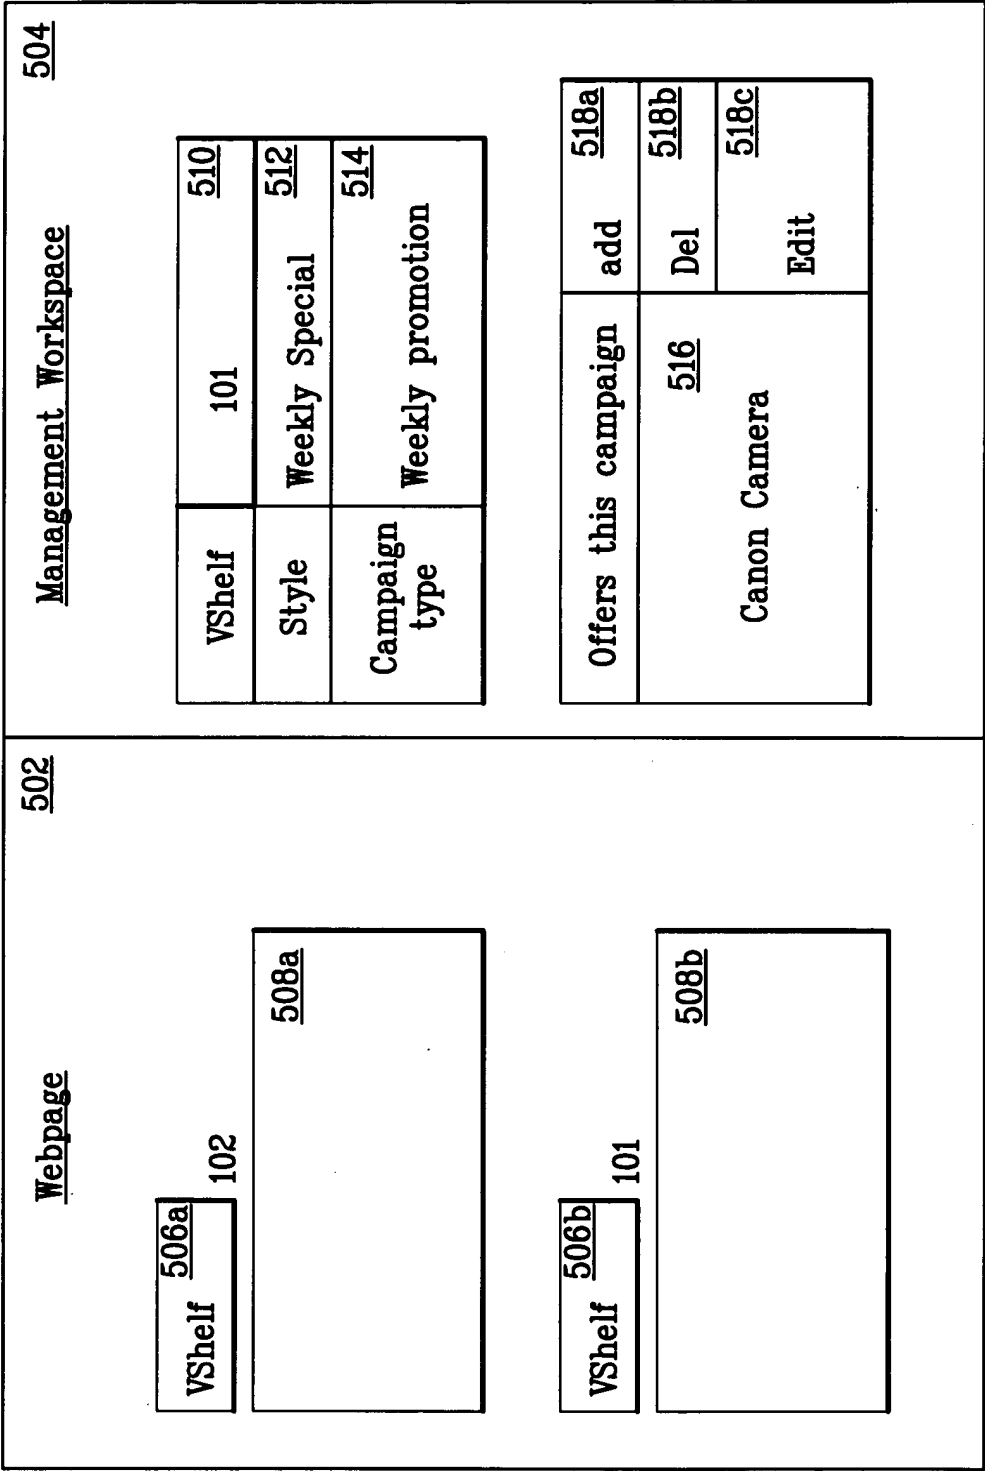 Webpage
502
VShelf
506a
102
508a
VShelf
506b
101
508b
Management Workspace
504
VShelf
101
510
Style
Weekly Special
512
Campaign
type
Weekly promotion
514
Offers this campaign
add
518a
516
Canon Camera
Del
518b
Edit
518c